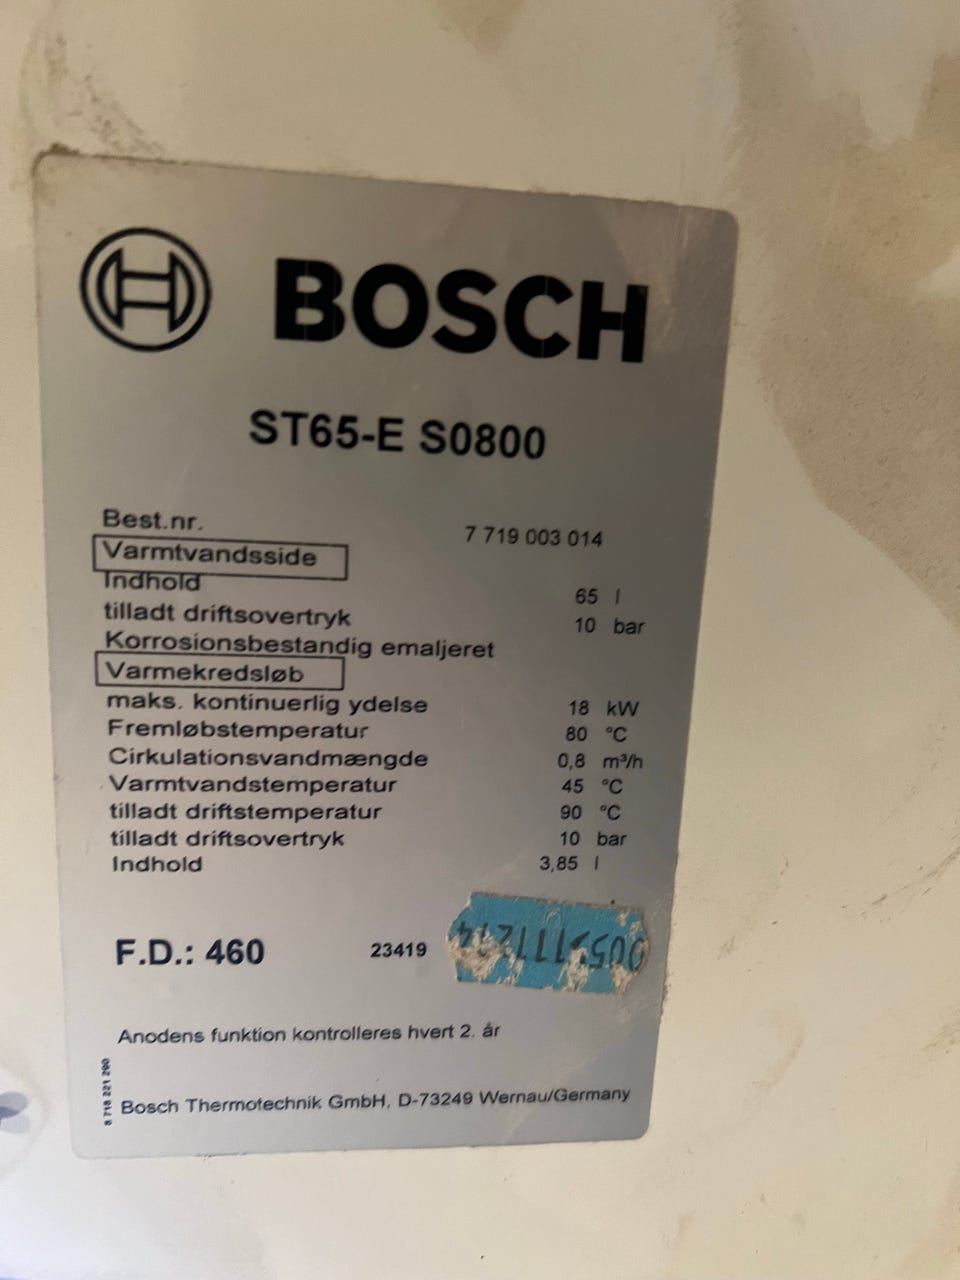 BOSCH
ST65-E S0800
Best.nr. 7 719 003 014
Varmtvandsside
Indhold 65 l
tilladt driftsovertryk 10 bar
Korrosionsbestandig emaljeret
Varmekredsløb
maks. kontinuerlig ydelse 18 kW
Fremløbstemperatur 80 °C
Cirkulationsvandmængde 0,8 m³/h
Varmtvandstemperatur 45 °C
tilladt driftstemperatur 90 °C
tilladt driftsovertryk 10 bar
Indhold 3,85 l
F.D.: 460 23419
Anodens funktion kontrolleres hvert 2. år
Bosch Thermotechnik GmbH, D-73249 Wernau/Germany